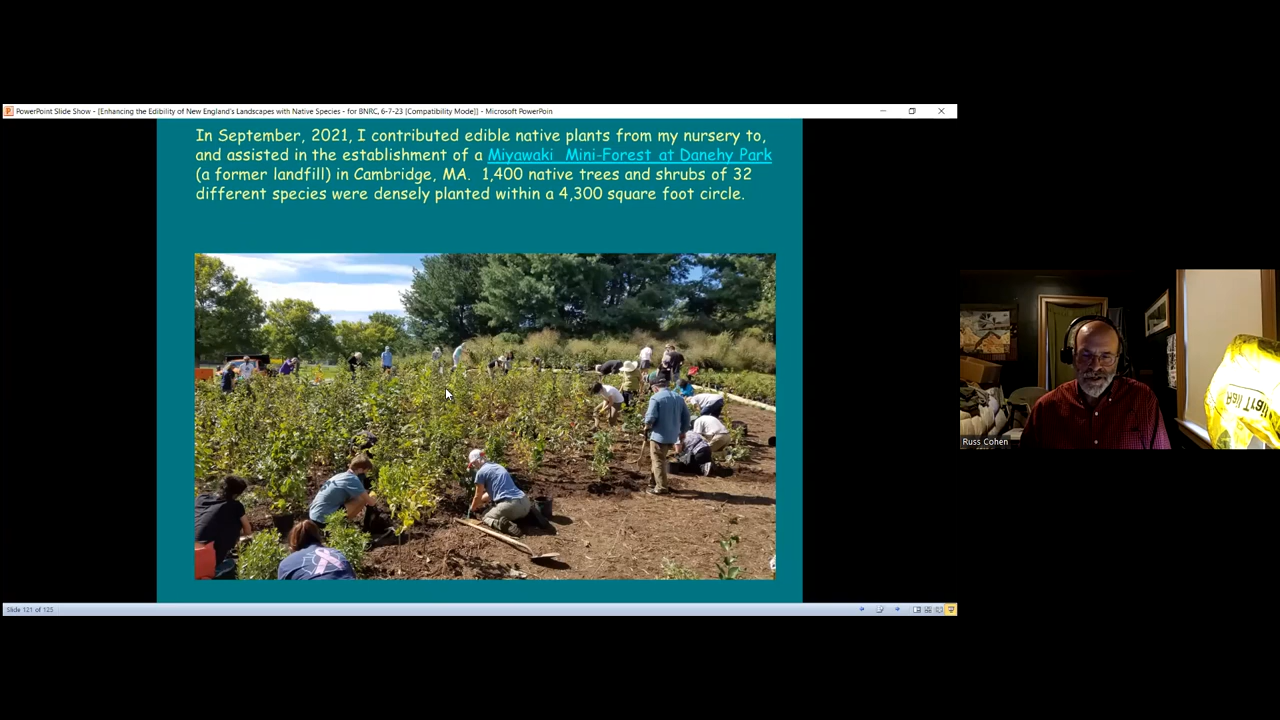 PowerPoint Slide Show - [Enhancing the Edibility of New England's Landscapes with Native Species - for BNRC, 6-7-23 [Compatibility Mode]] - Microsoft PowerPoin
In September, 2021, I contributed edible native plants from my nursery to,
and assisted in the establishment of a Miyawaki Mini-Forest at Danehy Park
(a former landfill) in Cambridge, MA. 1,400 native trees and shrubs of 32
different species were densely planted within a 4,300 square foot circle.
Russ Cohen
Slide 121 of 125